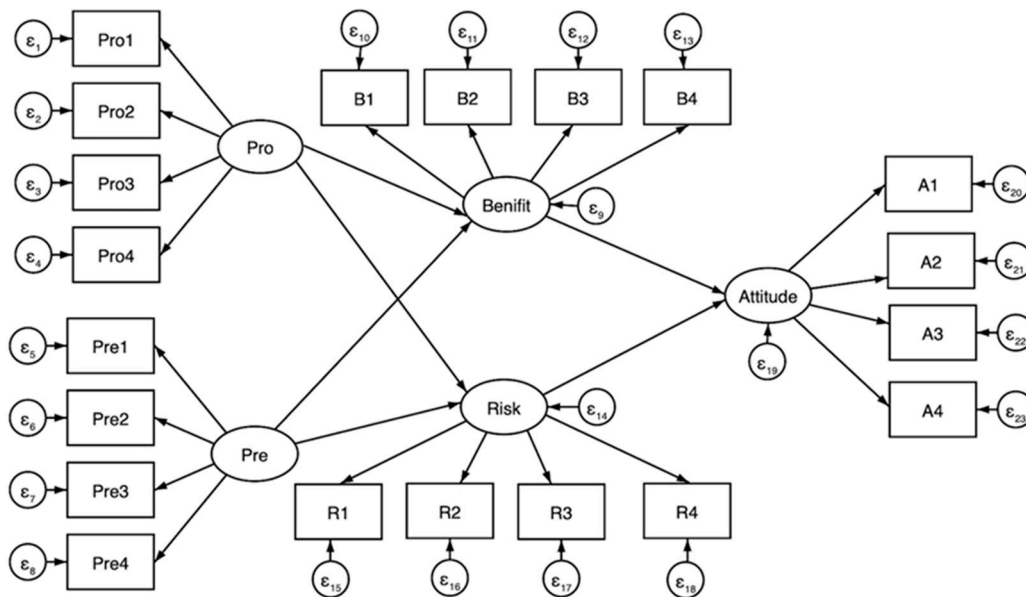 ε1 Pro1
ε2 Pro2
ε3 Pro3
ε4 Pro4
Pro
ε10 ε11 ε12 ε13
B1 B2 B3 B4
Benifit ε9
A1 ε20
A2 ε21
A3 ε22
A4 ε23
Attitude
ε19
ε5 Pre1
ε6 Pre2
ε7 Pre3
ε8 Pre4
Pre
Risk ε14
R1 R2 R3 R4
ε15 ε16 ε17 ε18